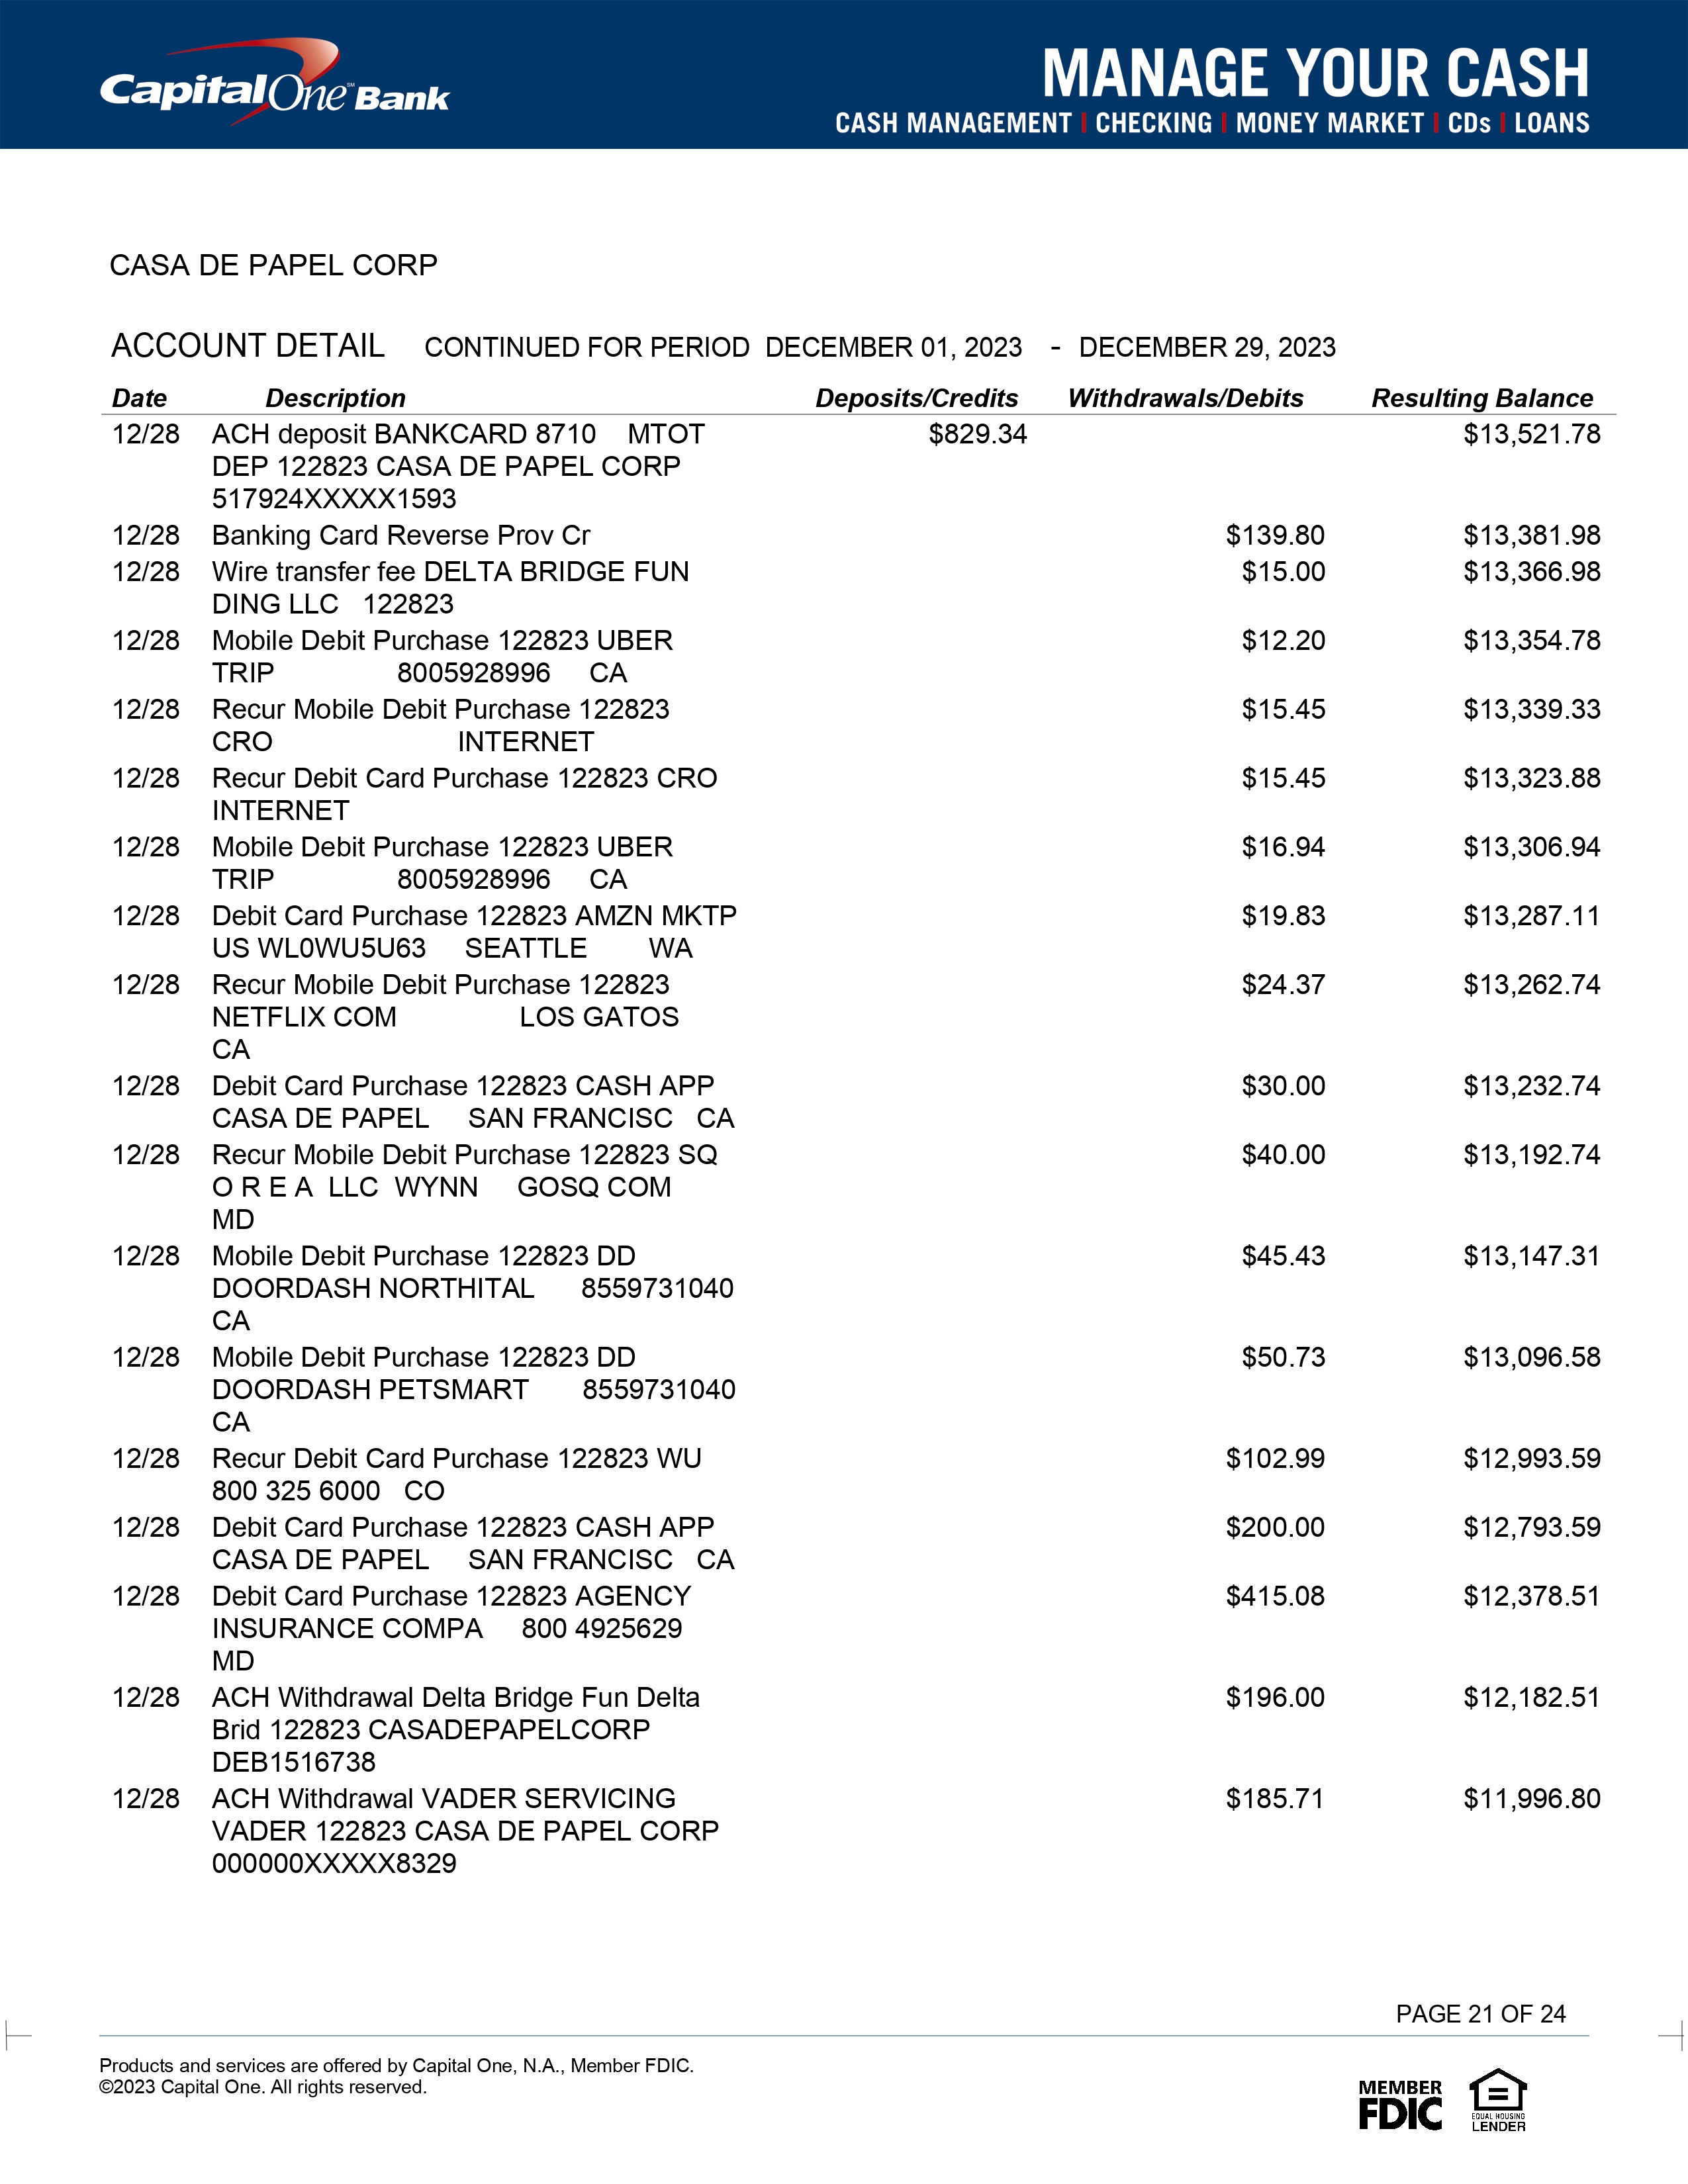 CapitalOne Bank
MANAGE YOUR CASH
CASH MANAGEMENT | CHECKING | MONEY MARKET | CDs | LOANS
CASA DE PAPEL CORP
ACCOUNT DETAIL CONTINUED FOR PERIOD DECEMBER 01, 2023 - DECEMBER 29, 2023
Date Description Deposits/Credits Withdrawals/Debits Resulting Balance
12/28 ACH deposit BANKCARD 8710 MTOT $829.34 $13,521.78
DEP 122823 CASA DE PAPEL CORP
517924XXXXX1593
12/28 Banking Card Reverse Prov Cr $139.80 $13,381.98
12/28 Wire transfer fee DELTA BRIDGE FUN $15.00 $13,366.98
DING LLC 122823
12/28 Mobile Debit Purchase 122823 UBER $12.20 $13,354.78
TRIP 8005928996 CA
12/28 Recur Mobile Debit Purchase 122823 $15.45 $13,339.33
CRO INTERNET
12/28 Recur Debit Card Purchase 122823 CRO $15.45 $13,323.88
INTERNET
12/28 Mobile Debit Purchase 122823 UBER $16.94 $13,306.94
TRIP 8005928996 CA
12/28 Debit Card Purchase 122823 AMZN MKTP $19.83 $13,287.11
US WL0WU5U63 SEATTLE WA
12/28 Recur Mobile Debit Purchase 122823 $24.37 $13,262.74
NETFLIX COM LOS GATOS
CA
12/28 Debit Card Purchase 122823 CASH APP $30.00 $13,232.74
CASA DE PAPEL SAN FRANCISC CA
12/28 Recur Mobile Debit Purchase 122823 SQ $40.00 $13,192.74
O R E A LLC WYNN GOSQ COM
MD
12/28 Mobile Debit Purchase 122823 DD $45.43 $13,147.31
DOORDASH NORTHITAL 8559731040
CA
12/28 Mobile Debit Purchase 122823 DD $50.73 $13,096.58
DOORDASH PETSMART 8559731040
CA
12/28 Recur Debit Card Purchase 122823 WU $102.99 $12,993.59
800 325 6000 CO
12/28 Debit Card Purchase 122823 CASH APP $200.00 $12,793.59
CASA DE PAPEL SAN FRANCISC CA
12/28 Debit Card Purchase 122823 AGENCY $415.08 $12,378.51
INSURANCE COMPA 800 4925629
MD
12/28 ACH Withdrawal Delta Bridge Fun Delta $196.00 $12,182.51
Brid 122823 CASADEPAPELCORP
DEB1516738
12/28 ACH Withdrawal VADER SERVICING $185.71 $11,996.80
VADER 122823 CASA DE PAPEL CORP
000000XXXXX8329
PAGE 21 OF 24
Products and services are offered by Capital One, N.A., Member FDIC.
©2023 Capital One. All rights reserved.
MEMBER
FDIC
EQUAL HOUSING
LENDER